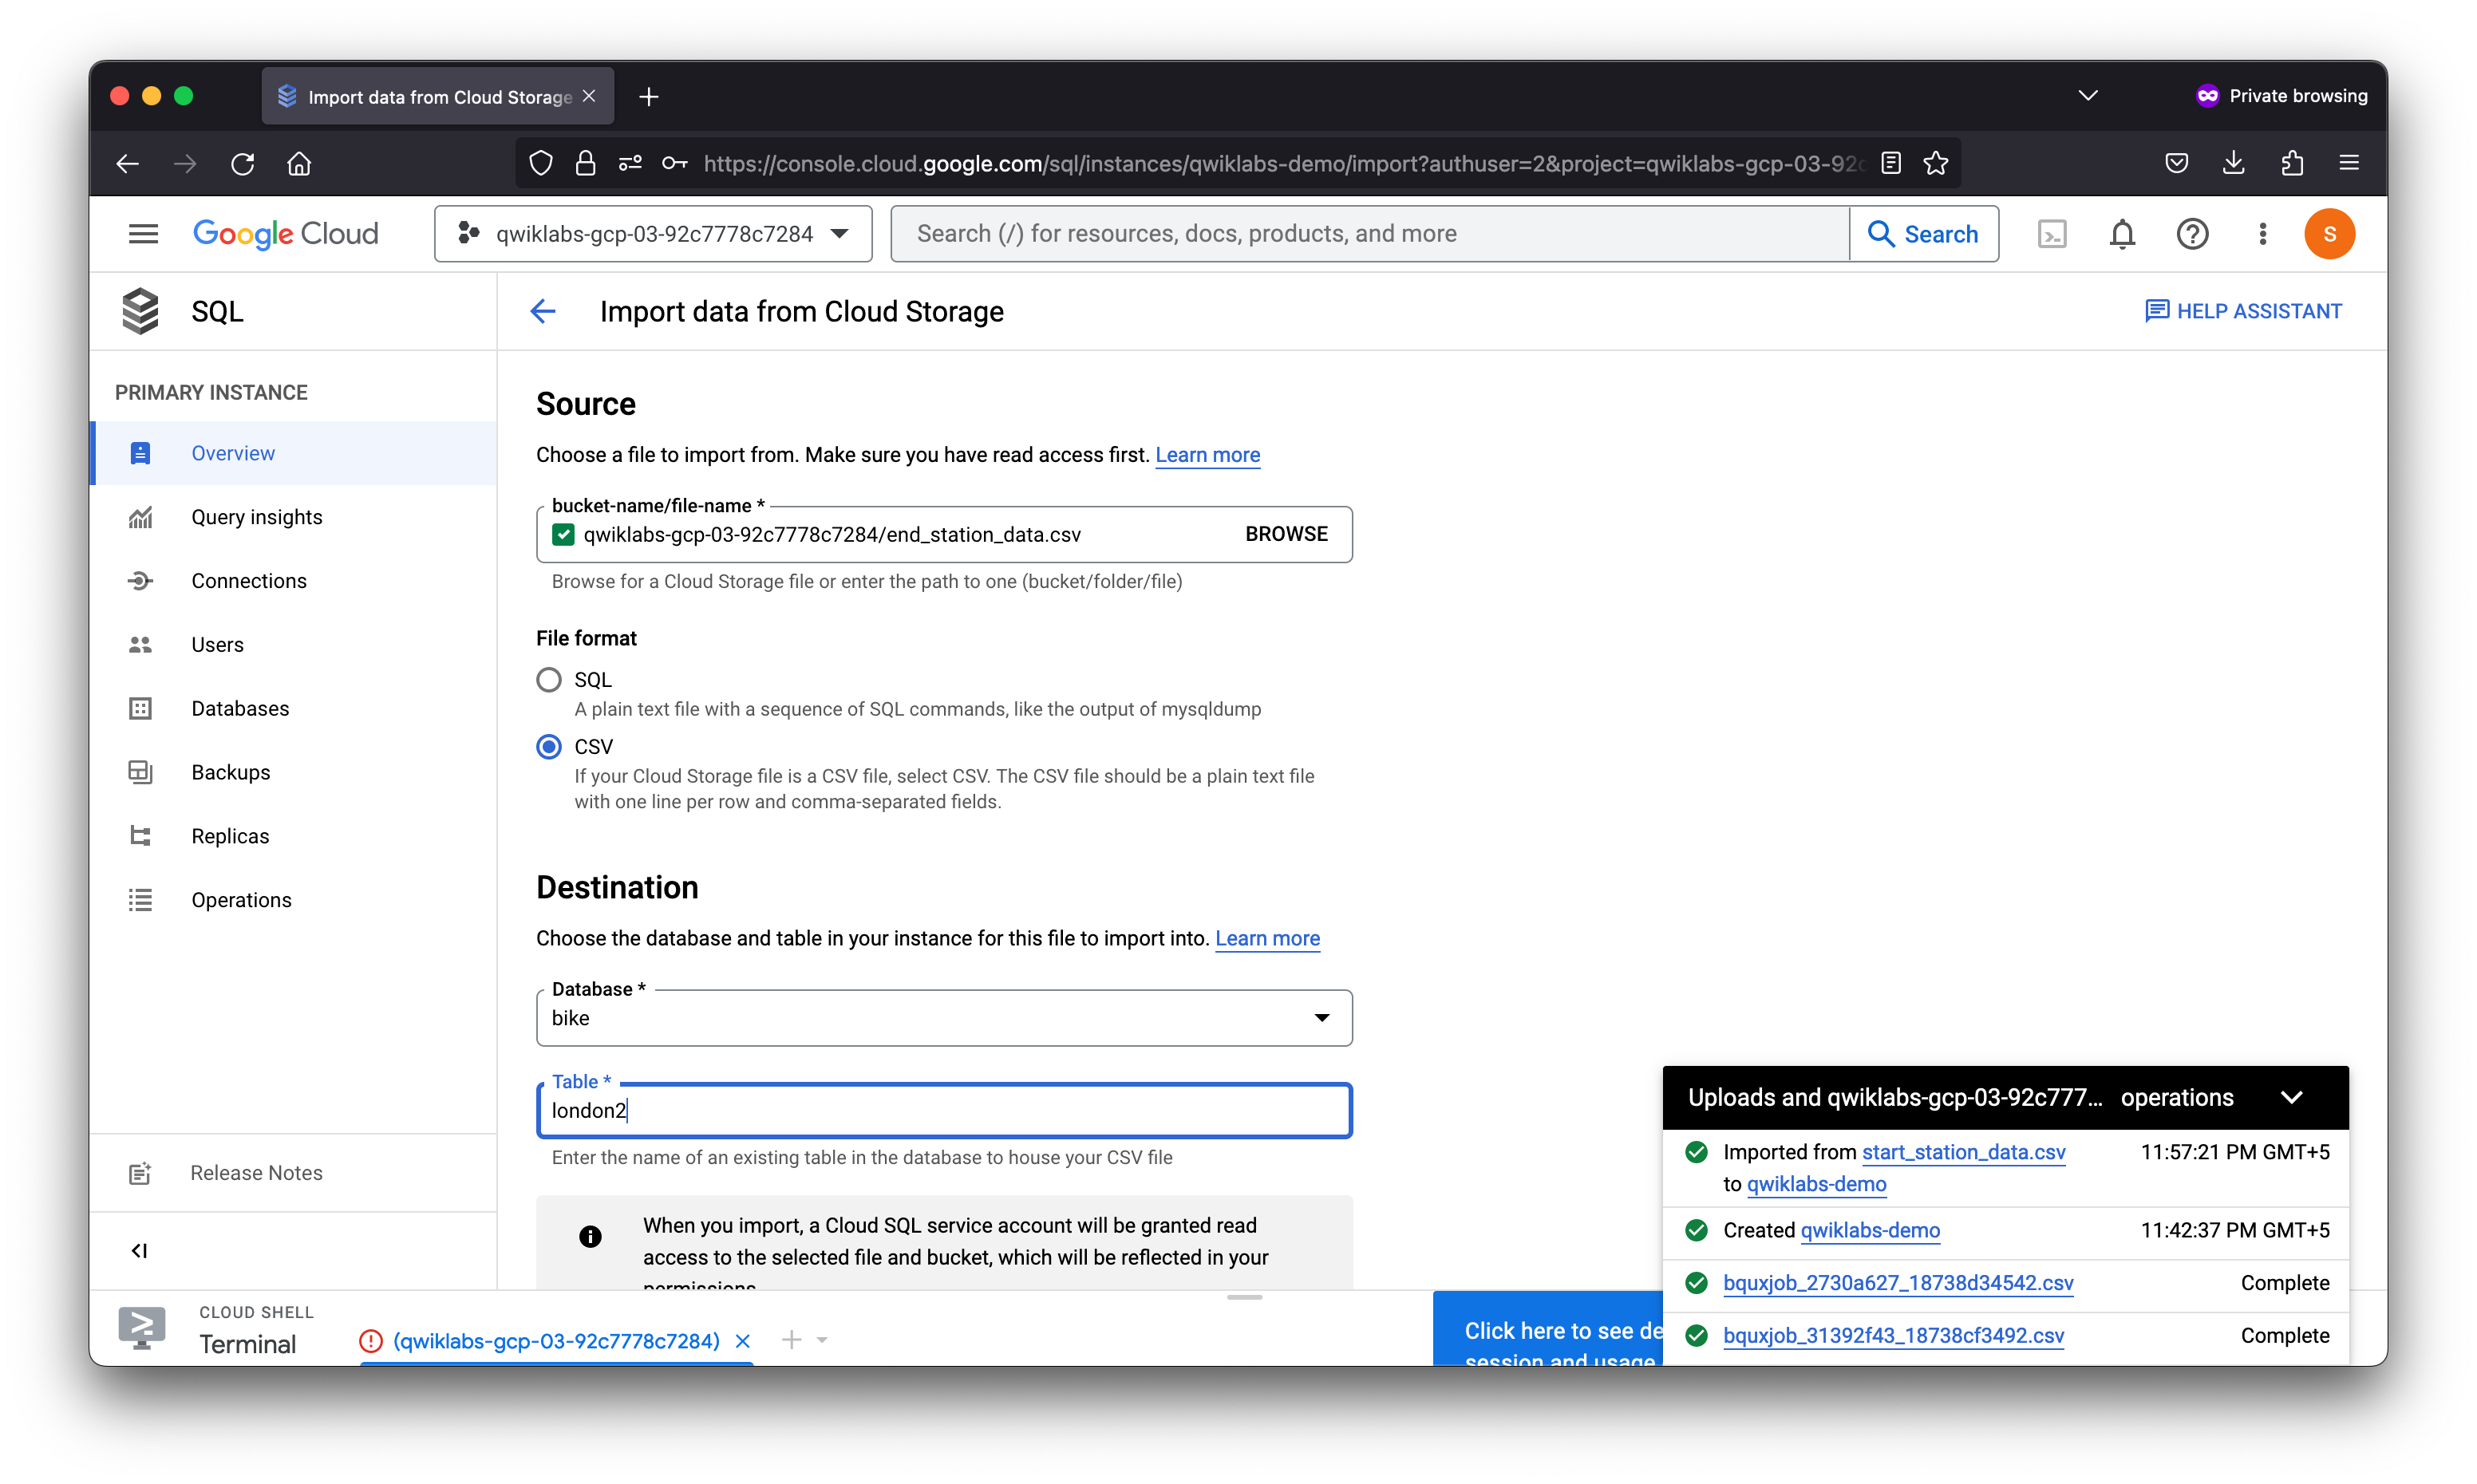 Import data from Cloud Storage
Private browsing
https://console.cloud.google.com/sql/instances/qwiklabs-demo/import?authuser=2&project=qwiklabs-gcp-03-92c
Google Cloud
qwiklabs-gcp-03-92c7778c7284
Search (/) for resources, docs, products, and more
Search
S
SQL
Import data from Cloud Storage
HELP ASSISTANT
PRIMARY INSTANCE
Overview
Query insights
Connections
Users
Databases
Backups
Replicas
Operations
Release Notes
Source
Choose a file to import from. Make sure you have read access first. Learn more
bucket-name/file-name *
qwiklabs-gcp-03-92c7778c7284/end_station_data.csv
BROWSE
Browse for a Cloud Storage file or enter the path to one (bucket/folder/file)
File format
SQL
A plain text file with a sequence of SQL commands, like the output of mysqldump
CSV
If your Cloud Storage file is a CSV file, select CSV. The CSV file should be a plain text file
with one line per row and comma-separated fields.
Destination
Choose the database and table in your instance for this file to import into. Learn more
Database *
bike
Table *
london2
Enter the name of an existing table in the database to house your CSV file
When you import, a Cloud SQL service account will be granted read
access to the selected file and bucket, which will be reflected in your
permissions
Uploads and qwiklabs-gcp-03-92c777... operations
Imported from start_station_data.csv 11:57:21 PM GMT+5
to qwiklabs-demo
Created qwiklabs-demo 11:42:37 PM GMT+5
bquxjob_2730a627_18738d34542.csv Complete
bquxjob_31392f43_18738cf3492.csv Complete
CLOUD SHELL
Terminal
(qwiklabs-gcp-03-92c7778c7284)
Click here to see de
session and usage